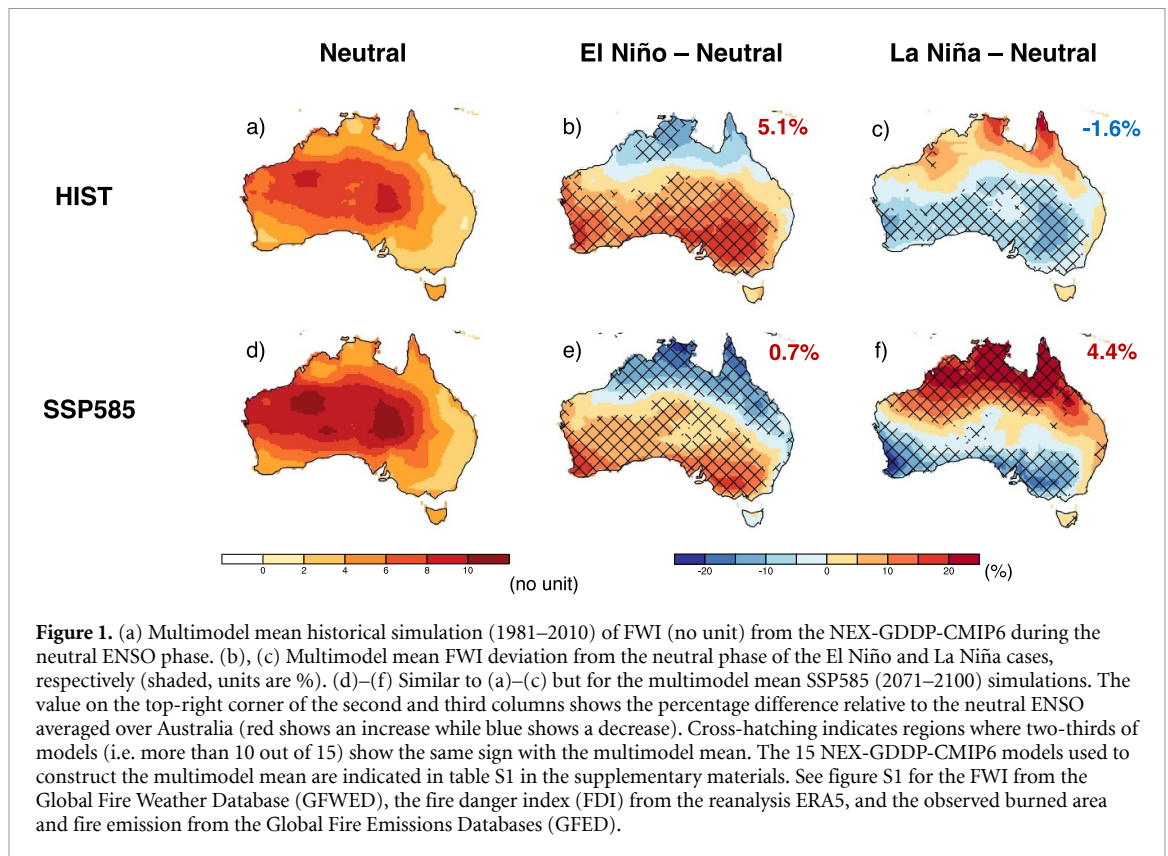 Neutral
El Niño – Neutral
La Niña – Neutral
HIST
a)
b)
5.1%
c)
-1.6%
SSP585
d)
e)
0.7%
f)
4.4%
0 2 4 6 8 10
(no unit)
-20 -10 0 10 20
(%)
Figure 1. (a) Multimodel mean historical simulation (1981–2010) of FWI (no unit) from the NEX-GDDP-CMIP6 during the
neutral ENSO phase. (b), (c) Multimodel mean FWI deviation from the neutral phase of the El Niño and La Niña cases,
respectively (shaded, units are %). (d)–(f) Similar to (a)–(c) but for the multimodel mean SSP585 (2071–2100) simulations. The
value on the top-right corner of the second and third columns shows the percentage difference relative to the neutral ENSO
averaged over Australia (red shows an increase while blue shows a decrease). Cross-hatching indicates regions where two-thirds of
models (i.e. more than 10 out of 15) show the same sign with the multimodel mean. The 15 NEX-GDDP-CMIP6 models used to
construct the multimodel mean are indicated in table S1 in the supplementary materials. See figure S1 for the FWI from the
Global Fire Weather Database (GFWED), the fire danger index (FDI) from the reanalysis ERA5, and the observed burned area
and fire emission from the Global Fire Emissions Databases (GFED).